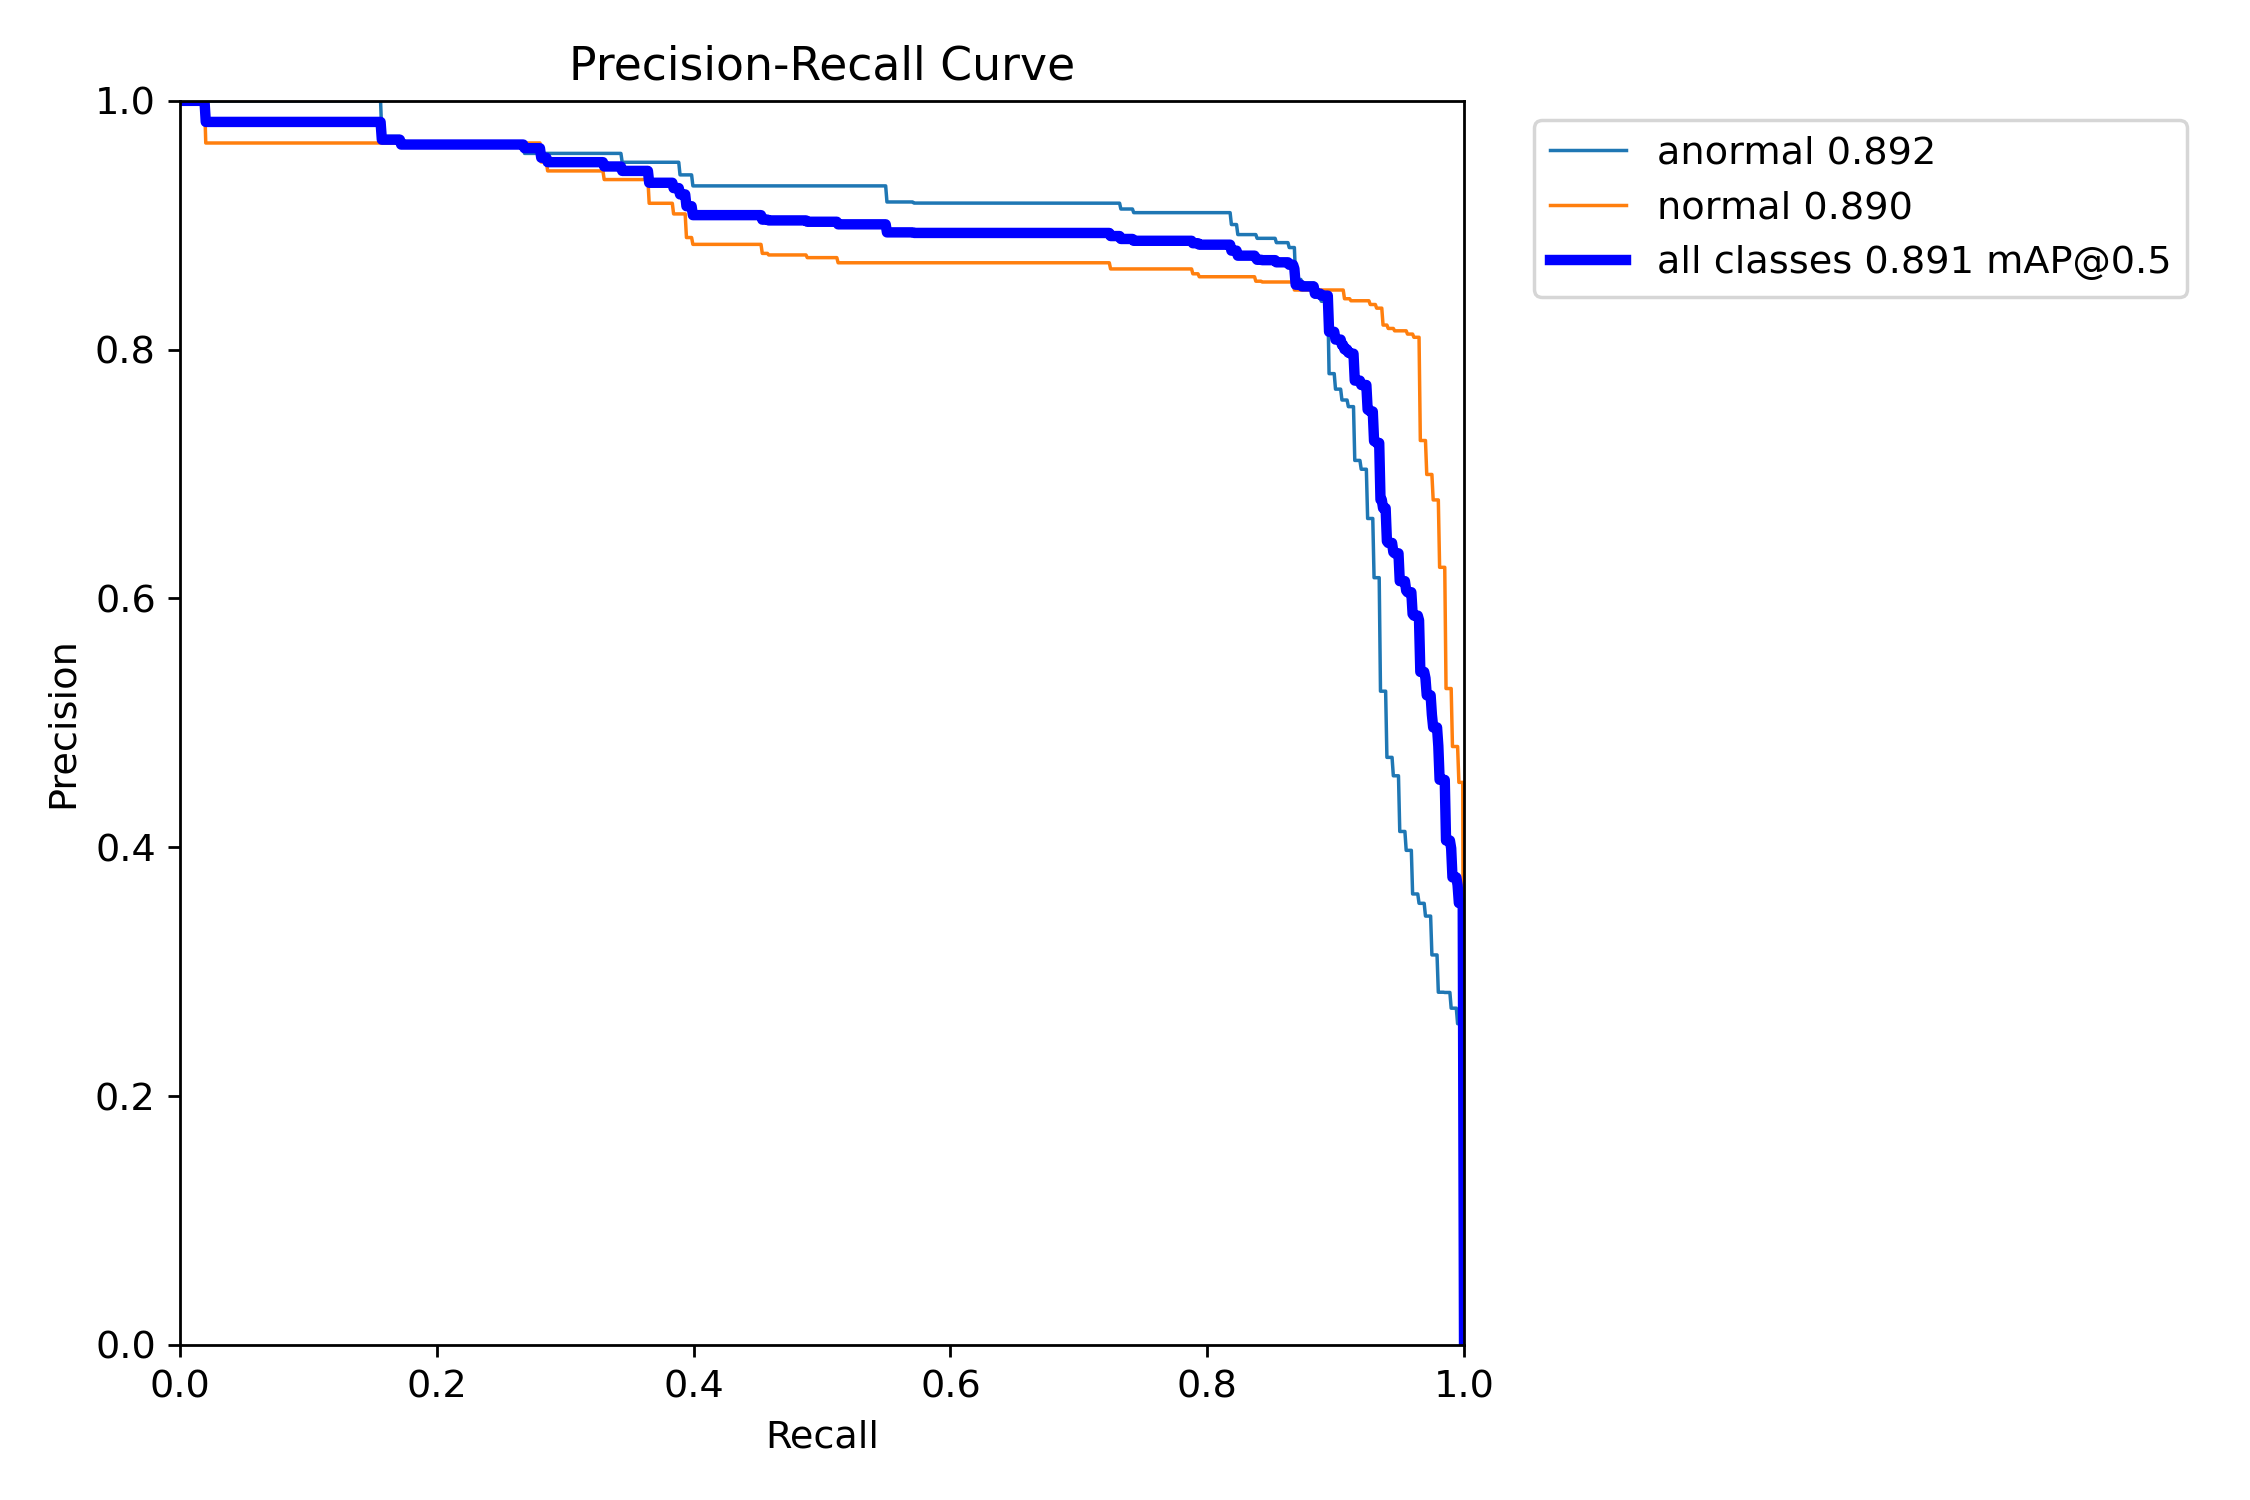 Precision-Recall Curve
1.0
0.8
0.6
0.4
0.2
0.0
Precision
0.0 0.2 0.4 0.6 0.8 1.0
Recall
anormal 0.892
normal 0.890
all classes 0.891 mAP@0.5